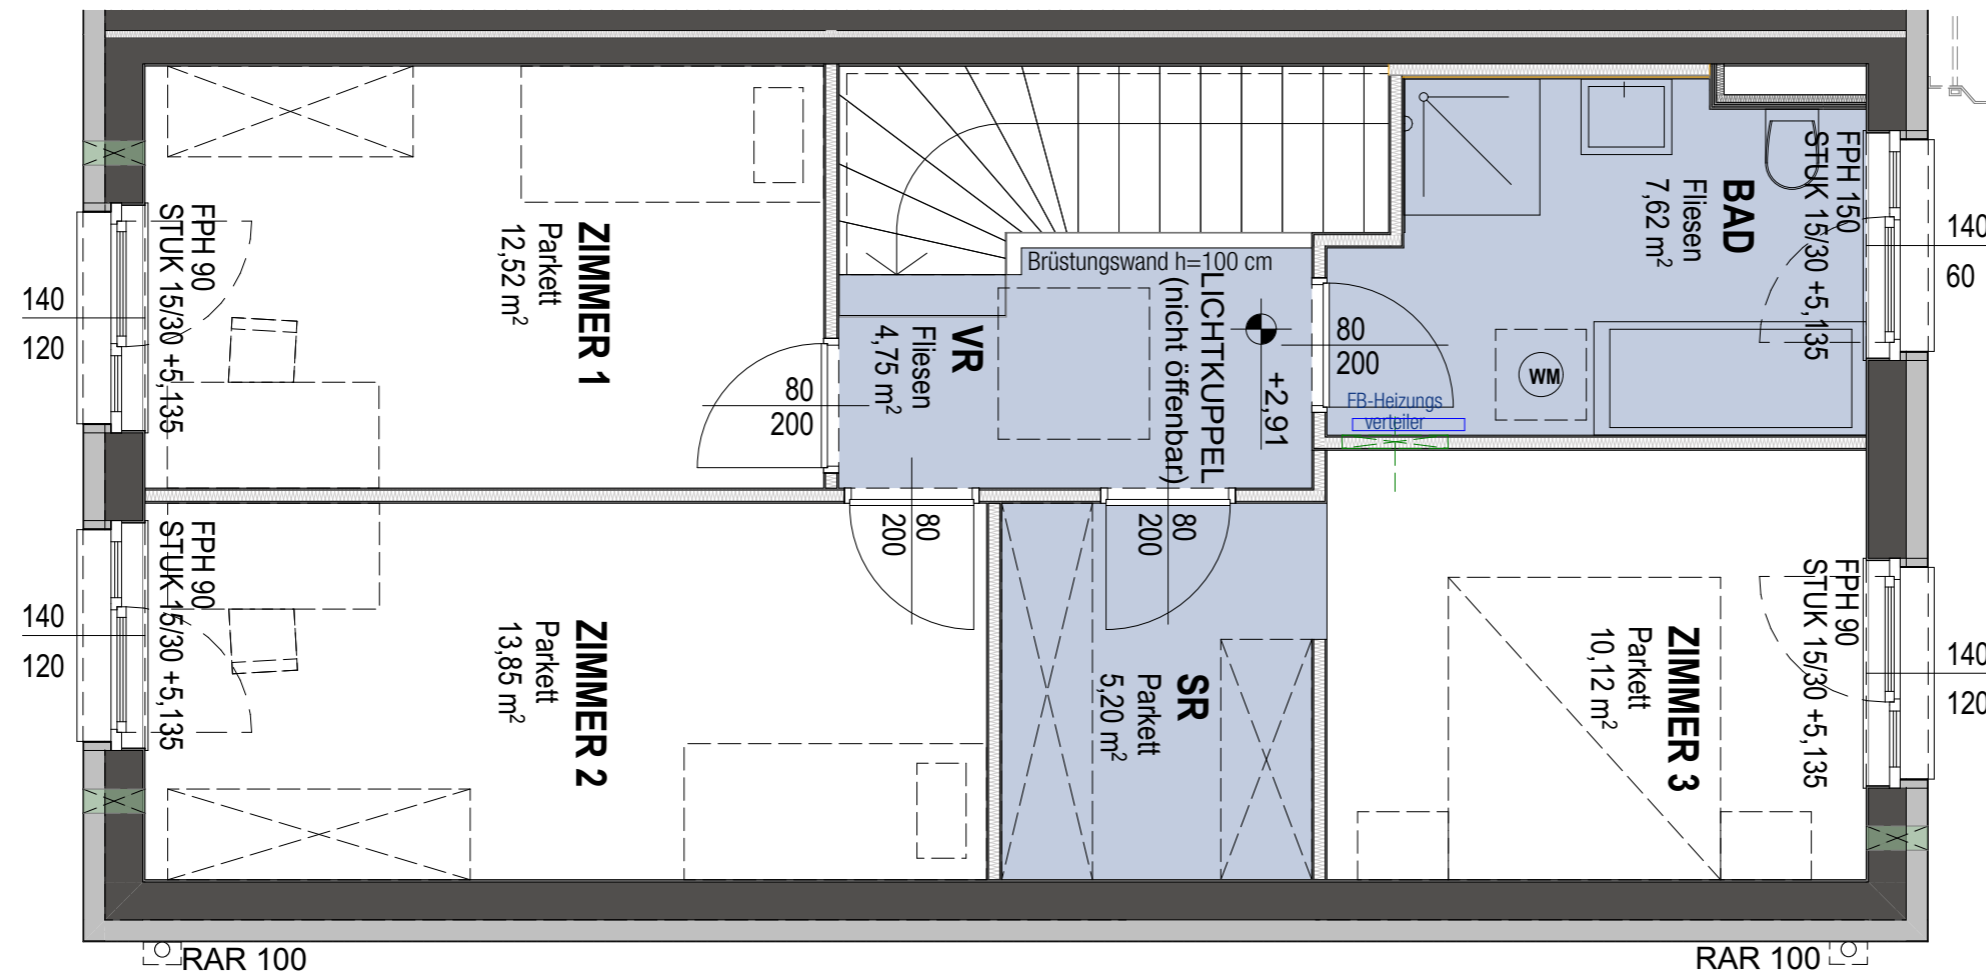 ZIMMER 1
Parkett
12,52 m²
FPH 90
STUK 15/30 +5,135
140
120
80
200
Brüstungswand h=100 cm
LICHTKUPPEL
(nicht öffenbar)
VR
Fliesen
4,75 m²
+2,91
80
200
BAD
Fliesen
7,62 m²
FPH 150
STUK 15/30 +5,135
140
60
WM
FB-Heizungs
verteiler
ZIMMER 2
Parkett
13,85 m²
FPH 90
STUK 15/30 +5,135
140
120
80
200
80
200
SR
Parkett
5,20 m²
ZIMMER 3
Parkett
10,12 m²
FPH 90
STUK 15/30 +5,135
140
120
RAR 100
RAR 100